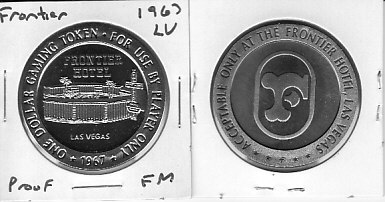 Frontier 1967
LV
ONE DOLLAR GAMING TOKEN · FOR USE BY PLAYER ONLY
FRONTIER
HOTEL
LAS VEGAS
1967
Proof — FM
ACCEPTABLE ONLY AT THE FRONTIER HOTEL, LAS VEGAS
F